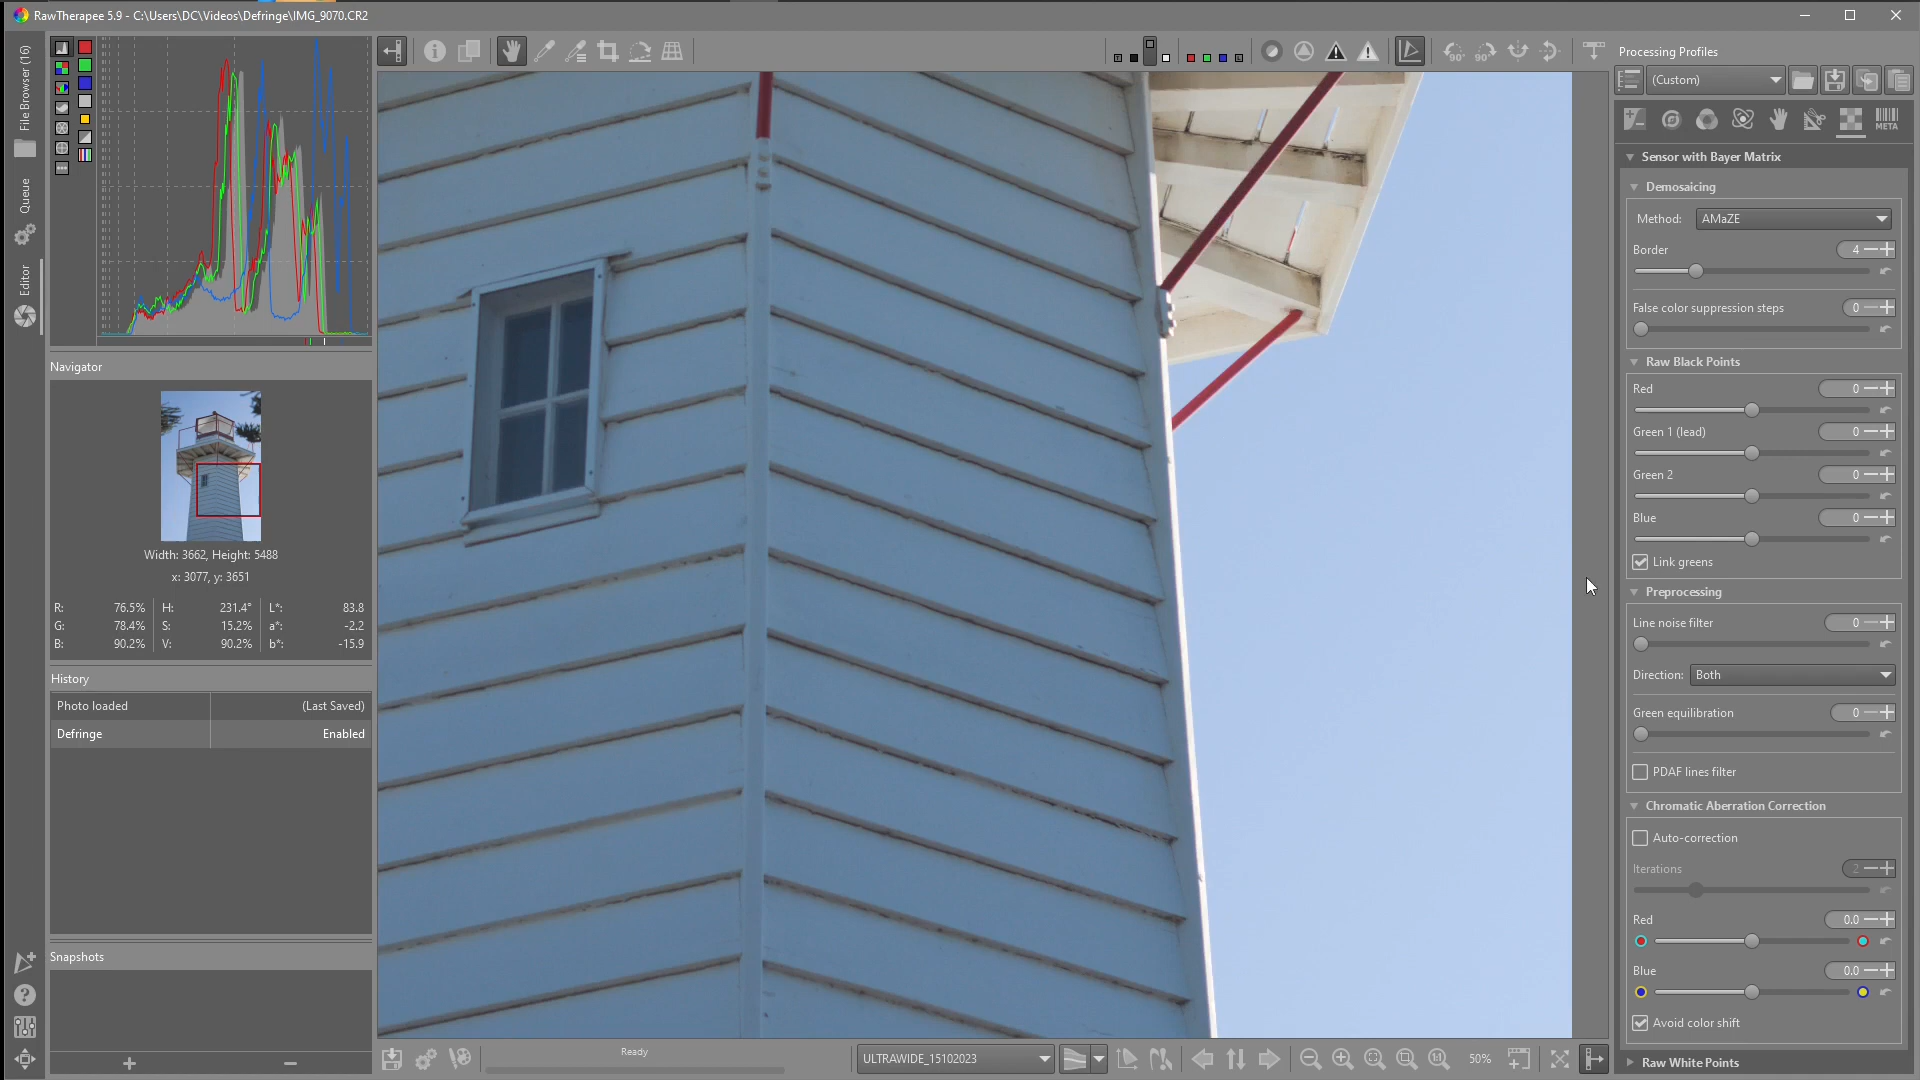 RawTherapee 5.9 - C:\Users\DC\Videos\Defringe\IMG_9070.CR2
File Browser (16)
Queue
Editor
Navigator
Width: 3662, Height: 5488
x: 3077, y: 3651
R: 76.5% H: 231.4° L*: 83.8
G: 78.4% S: 15.2% a*: -2.2
B: 90.2% V: 90.2% b*: -15.9
History
Photo loaded (Last Saved)
Defringe Enabled
Snapshots
Ready
ULTRAWIDE_15102023
50%
90°
90°
Processing Profiles
(Custom)
META
Sensor with Bayer Matrix
Demosaicing
Method: AMaZE
Border 4
False color suppression steps 0
Raw Black Points
Red 0
Green 1 (lead) 0
Green 2 0
Blue 0
Link greens
Preprocessing
Line noise filter 0
Direction: Both
Green equilibration 0
PDAF lines filter
Chromatic Aberration Correction
Auto-correction
Iterations 2
Red 0.0
Blue 0.0
Avoid color shift
Raw White Points